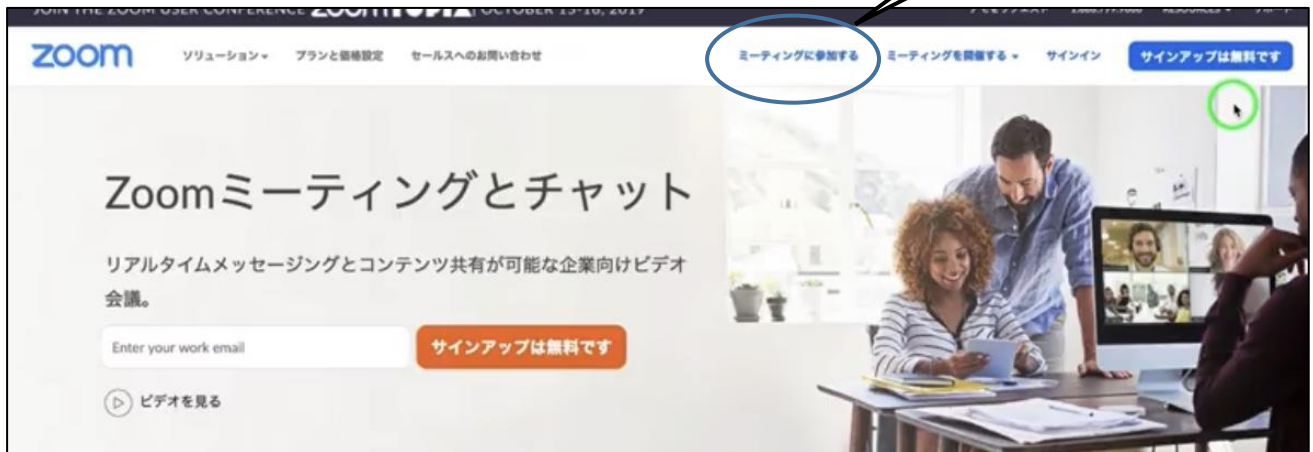 JOIN THE ZOOM USER CONFERENCE zoomTOPIA OCTOBER 15-16, 2019
RESOURCES サポート
zoom ソリューション プランと価格設定 セールスへのお問い合わせ ミーティングに参加する ミーティングを開催する サインイン サインアップは無料です
Zoomミーティングとチャット
リアルタイムメッセージングとコンテンツ共有が可能な企業向けビデオ
会議。
Enter your work email サインアップは無料です
ビデオを見る